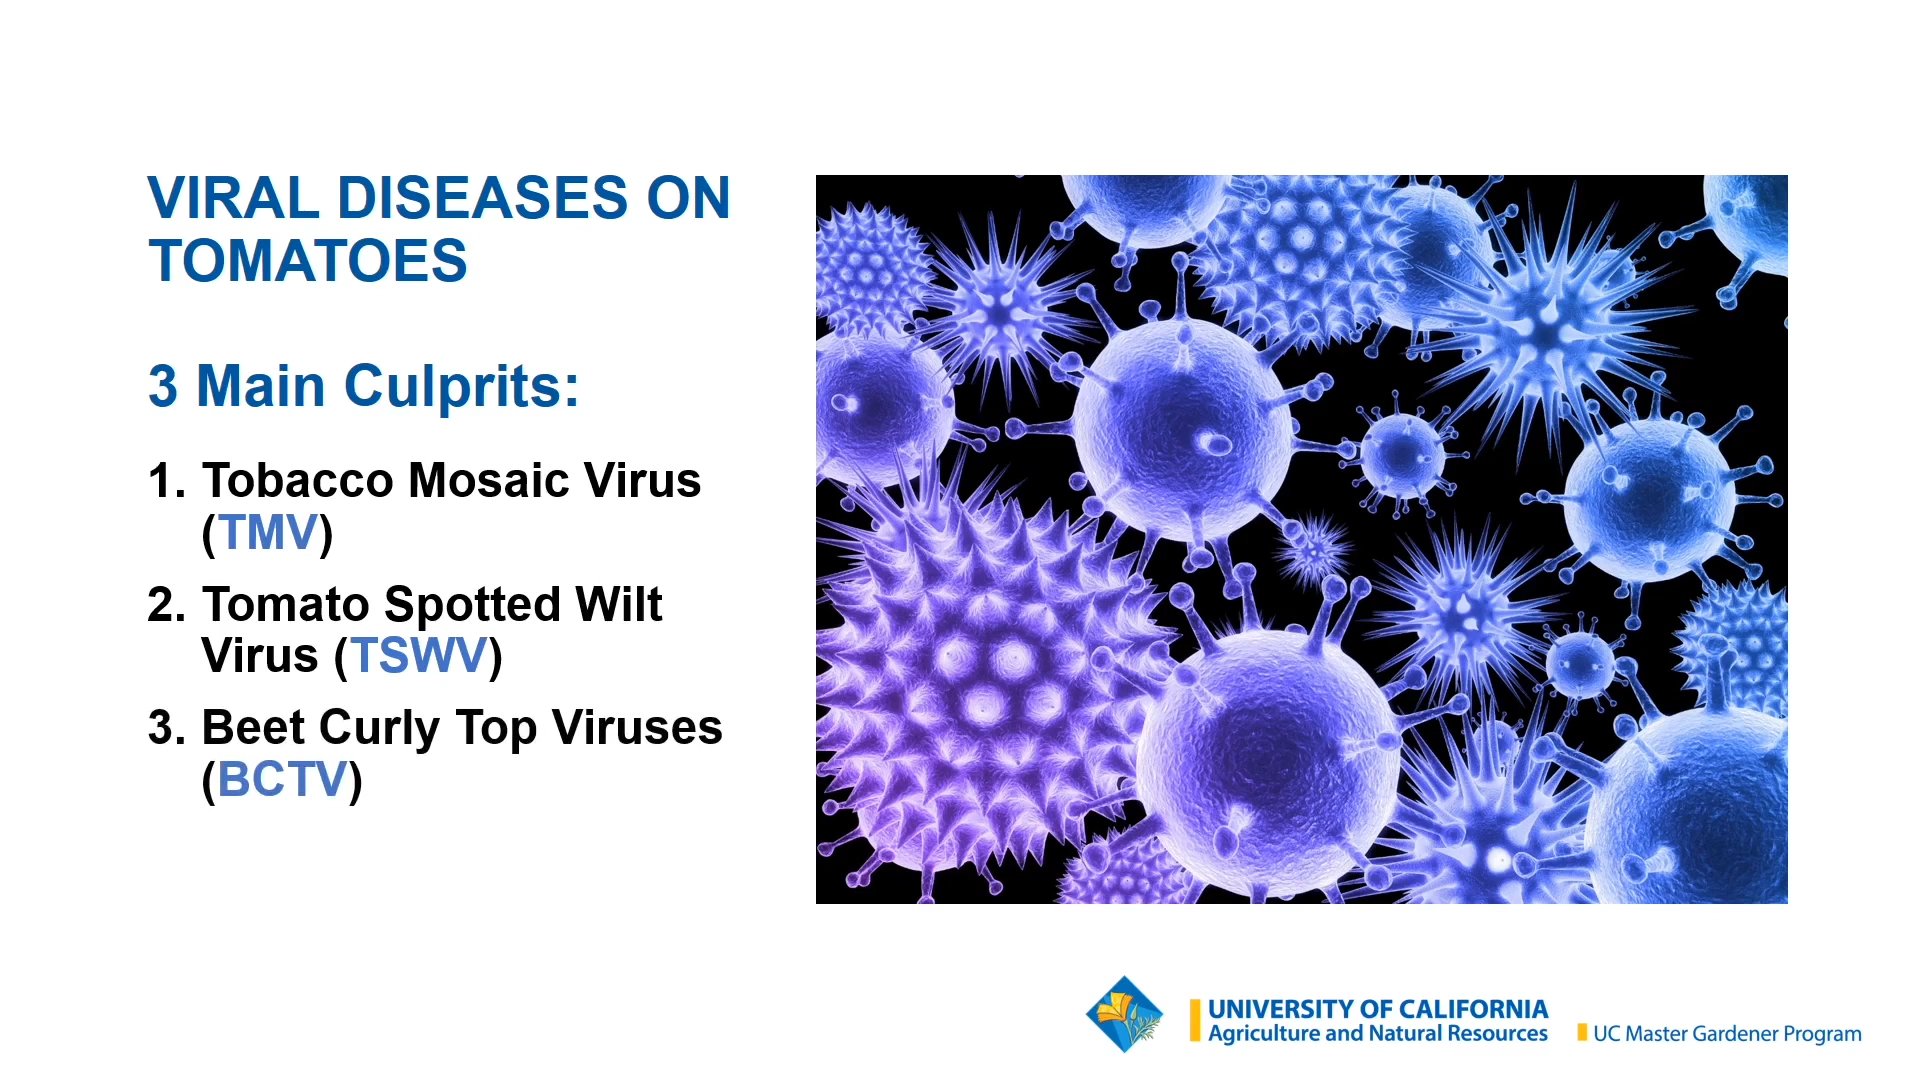 VIRAL DISEASES ON
TOMATOES
3 Main Culprits:
1. Tobacco Mosaic Virus
(TMV)
2. Tomato Spotted Wilt
Virus (TSWV)
3. Beet Curly Top Viruses
(BCTV)
UNIVERSITY OF CALIFORNIA
Agriculture and Natural Resources
UC Master Gardener Program